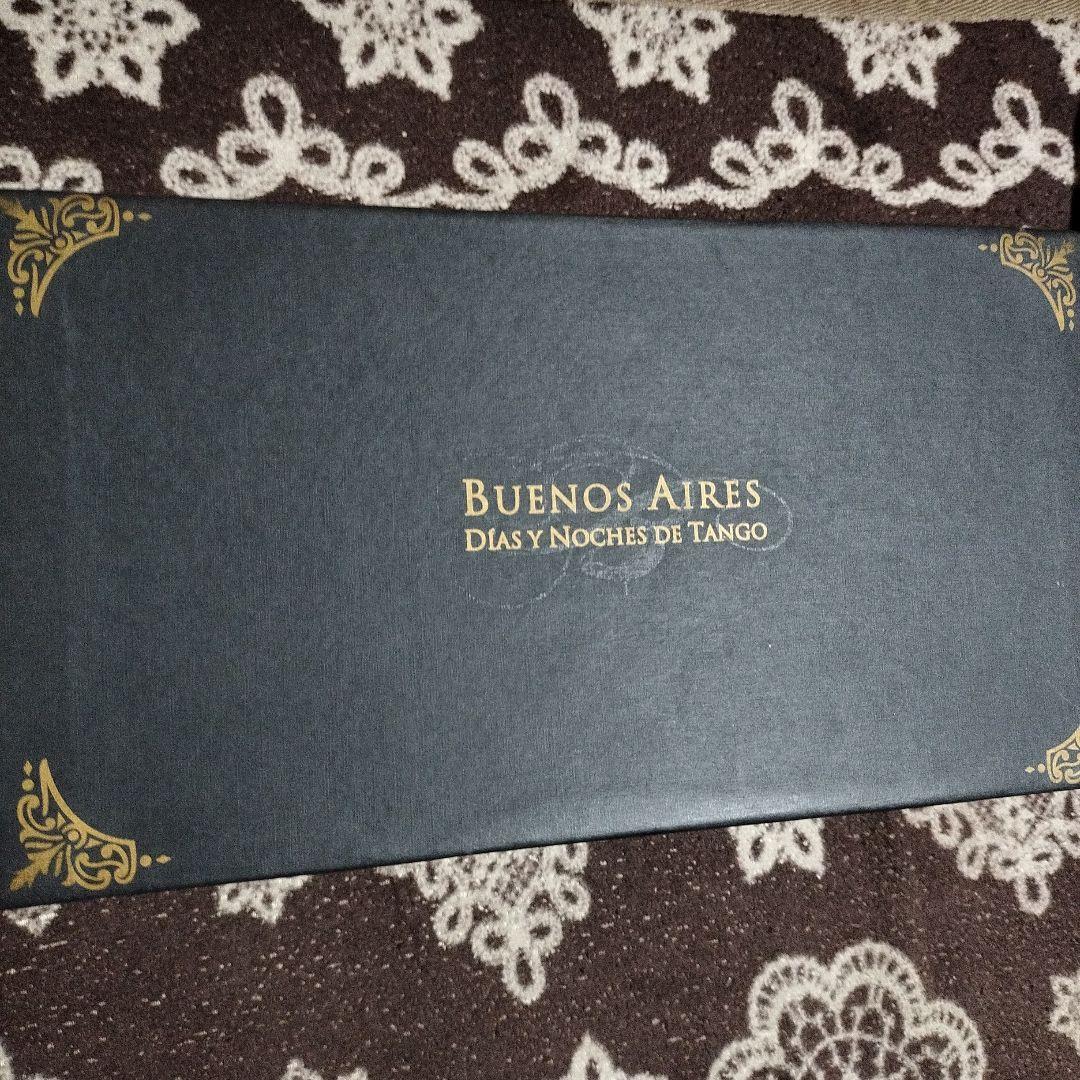 BUENOS AIRES
DÍAS Y NOCHES DE TANGO